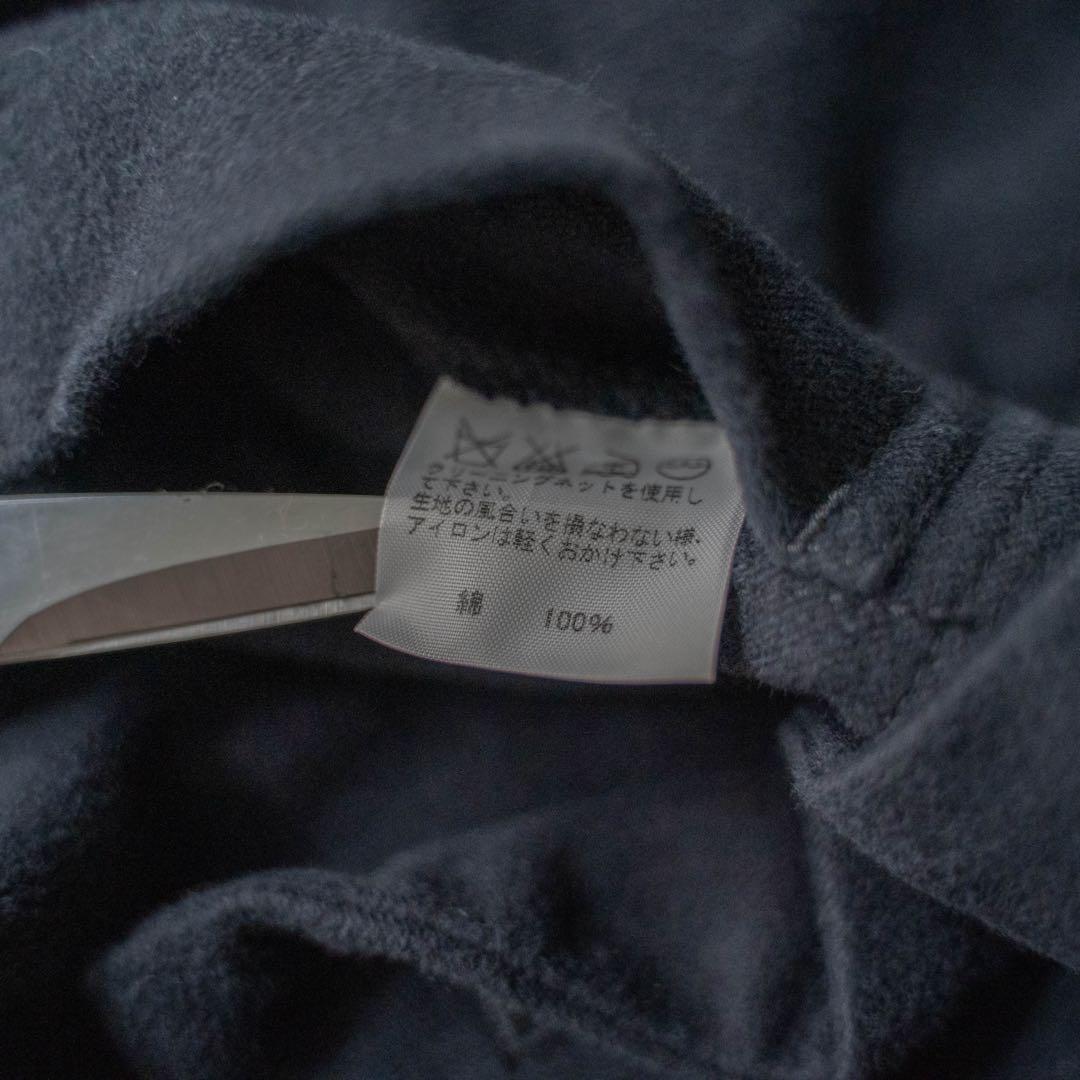 クリーニングネットを使用し
て下さい。
生地の風合いを損なわない様、
アイロンは軽くおかけ下さい。
綿 100%